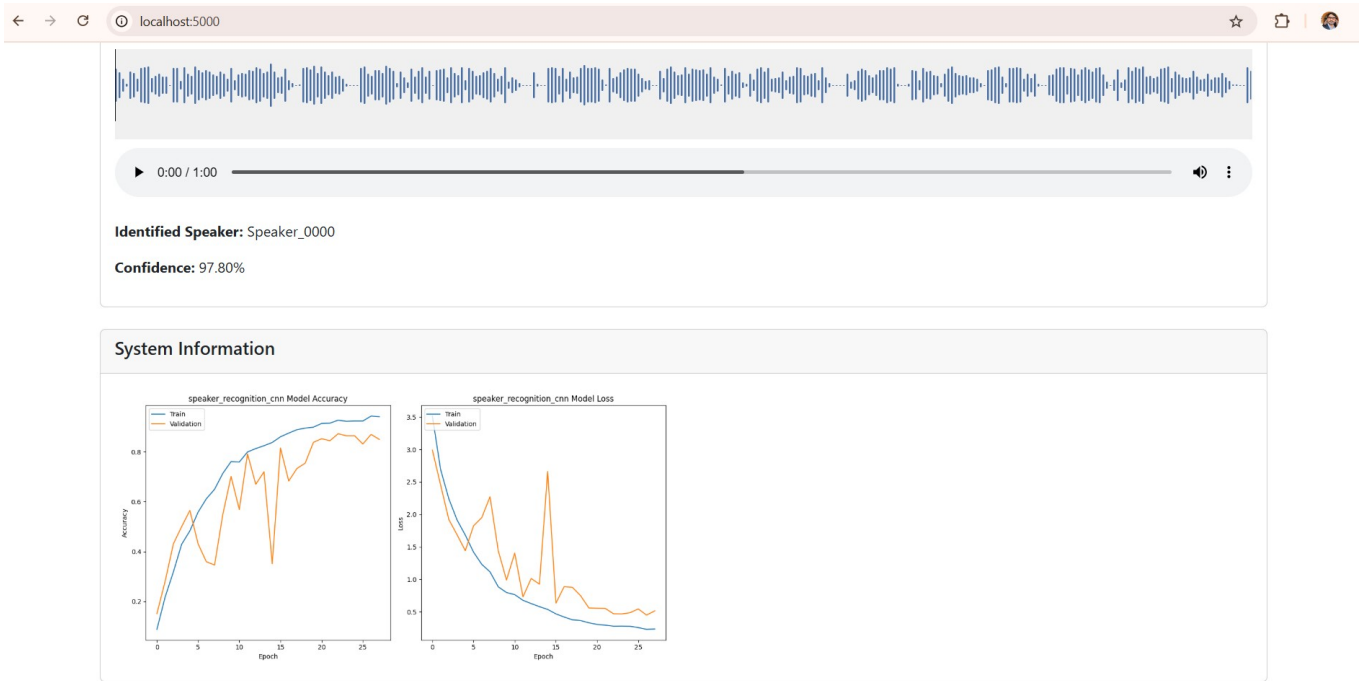 localhost:5000
0:00 / 1:00
Identified Speaker: Speaker_0000
Confidence: 97.80%
System Information
speaker_recognition_cnn Model Accuracy
Train
Validation
0.8
0.6
0.4
0.2
Accuracy
0 5 10 15 20 25
Epoch
speaker_recognition_cnn Model Loss
Train
Validation
3.5
3.0
2.5
2.0
1.5
1.0
0.5
Loss
0 5 10 15 20 25
Epoch